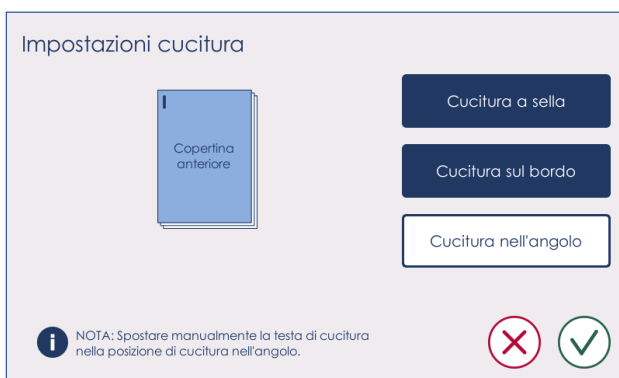 Impostazioni cucitura
Copertina
anteriore
Cucitura a sella
Cucitura sul bordo
Cucitura nell'angolo
i
NOTA: Spostare manualmente la testa di cucitura
nella posizione di cucitura nell'angolo.